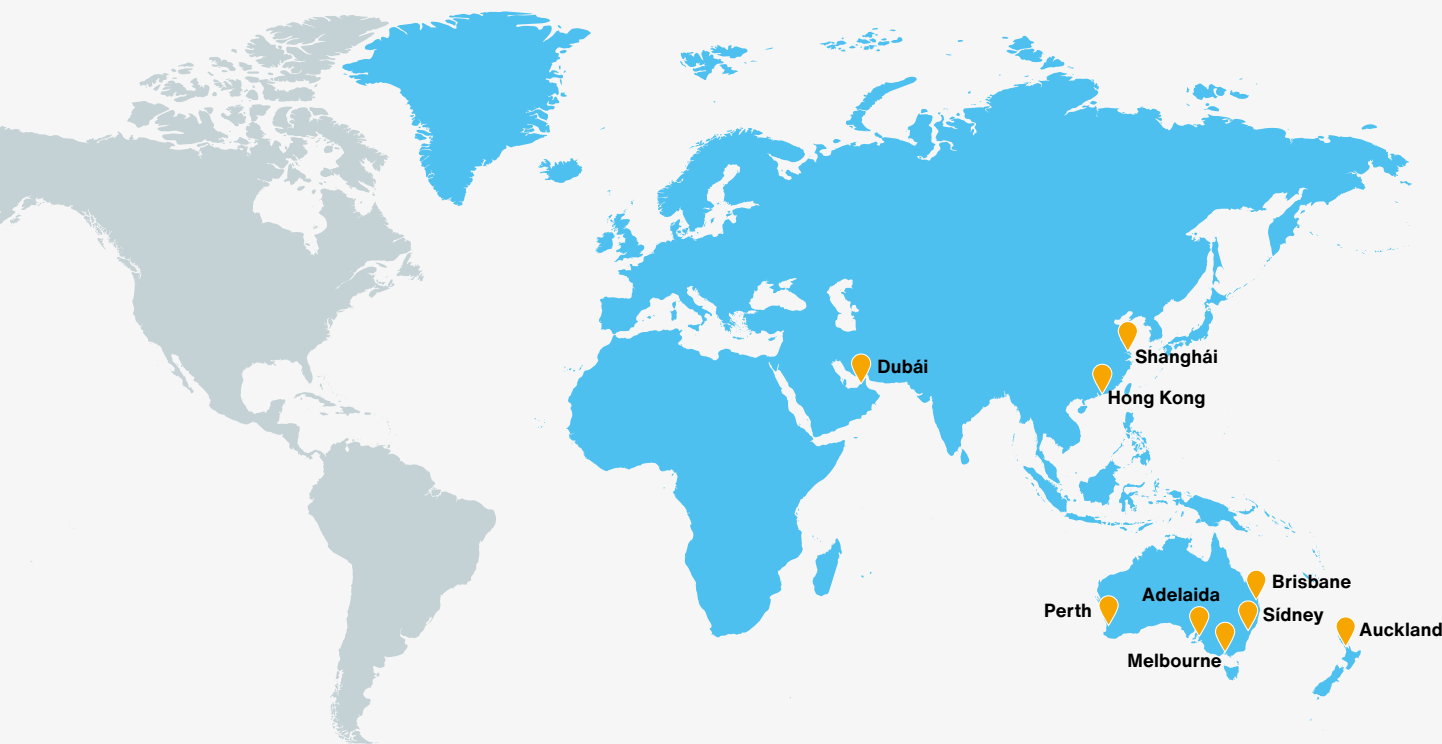 Dubái
Shanghái
Hong Kong
Brisbane
Adelaida
Perth
Sídney
Auckland
Melbourne